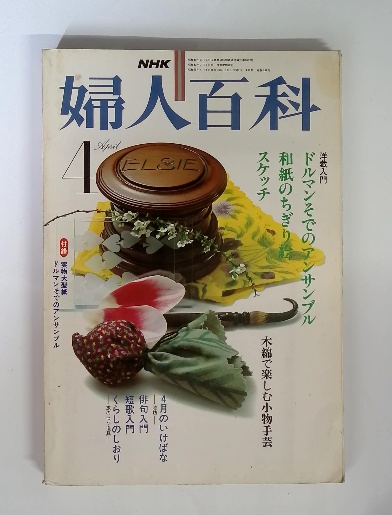 NHK
婦人百科
4
April
洋裁入門
ドルマンそでのアンサンブル
和紙のちぎり絵
スケッチ
ELSIE
付録
実物大型紙
ドルマンそでのアンサンブル
木綿で楽しむ小物手芸
4月のいけばな
俳句入門
短歌入門
くらしのしおり